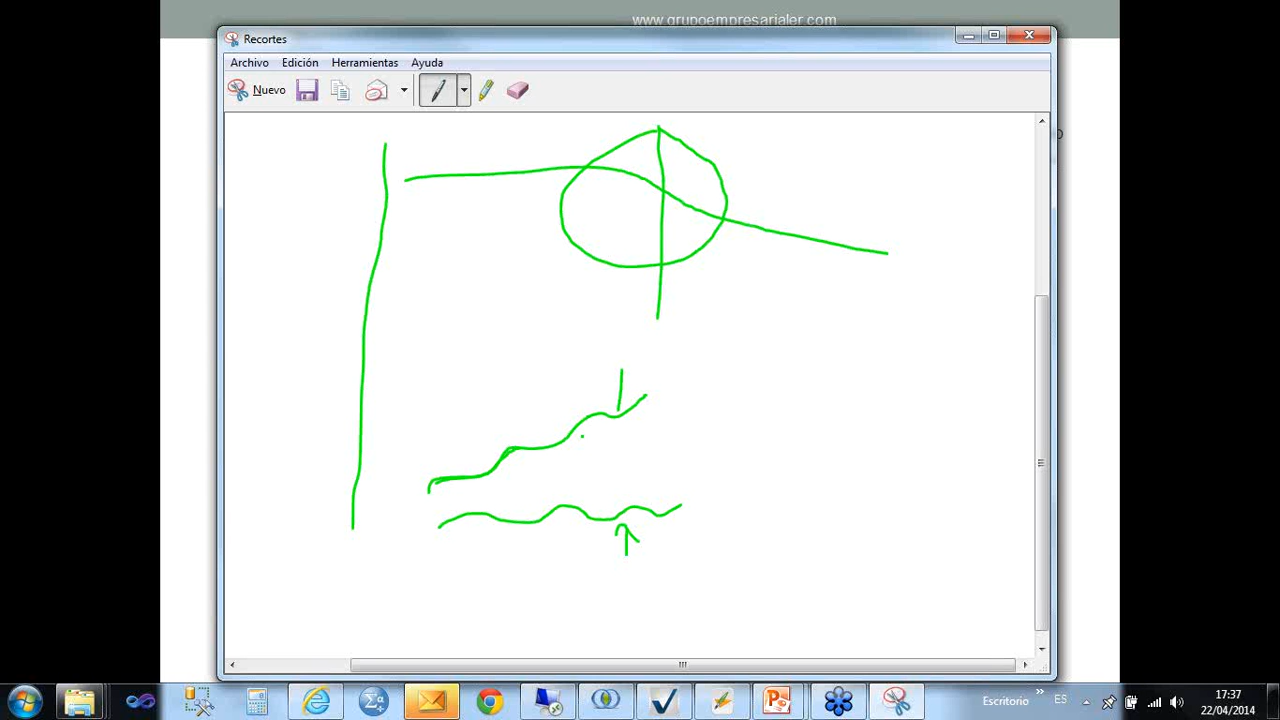 www.grupoempresarialer.com
Recortes
Archivo Edición Herramientas Ayuda
Nuevo
Escritorio » ES 17:37
22/04/2014